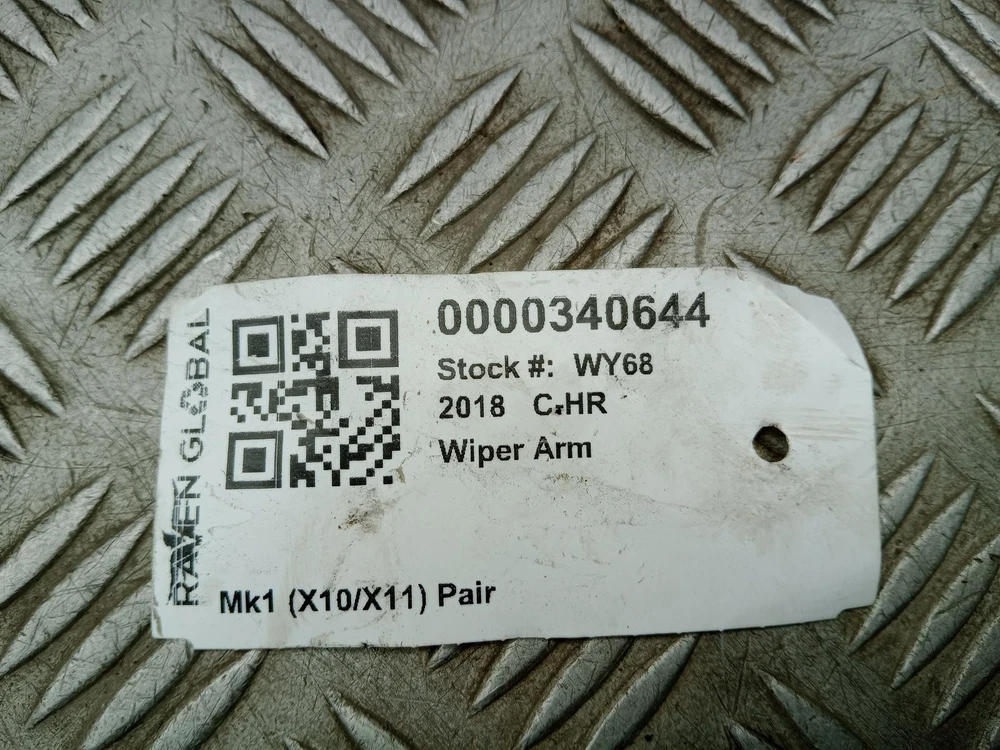 RAVEN GLOBAL
0000340644
Stock #: WY68
2018 C-HR
Wiper Arm
Mk1 (X10/X11) Pair